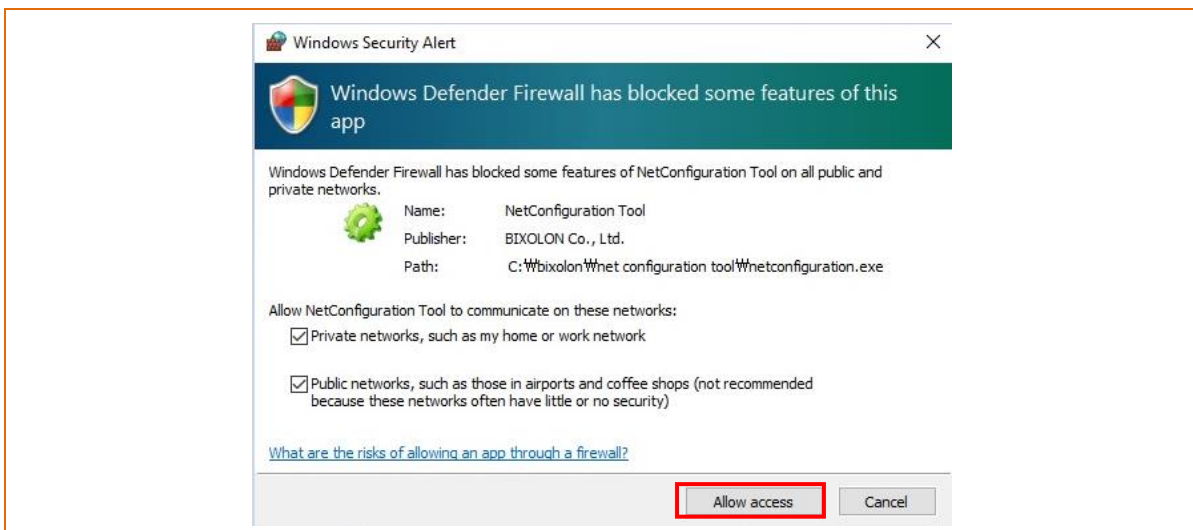 Windows Security Alert
Windows Defender Firewall has blocked some features of this
app
Windows Defender Firewall has blocked some features of NetConfiguration Tool on all public and
private networks.
Name: NetConfiguration Tool
Publisher: BIXOLON Co., Ltd.
Path: C:₩bixolon₩net configuration tool₩netconfiguration.exe
Allow NetConfiguration Tool to communicate on these networks:
Private networks, such as my home or work network
Public networks, such as those in airports and coffee shops (not recommended
because these networks often have little or no security)
What are the risks of allowing an app through a firewall?
Allow access Cancel